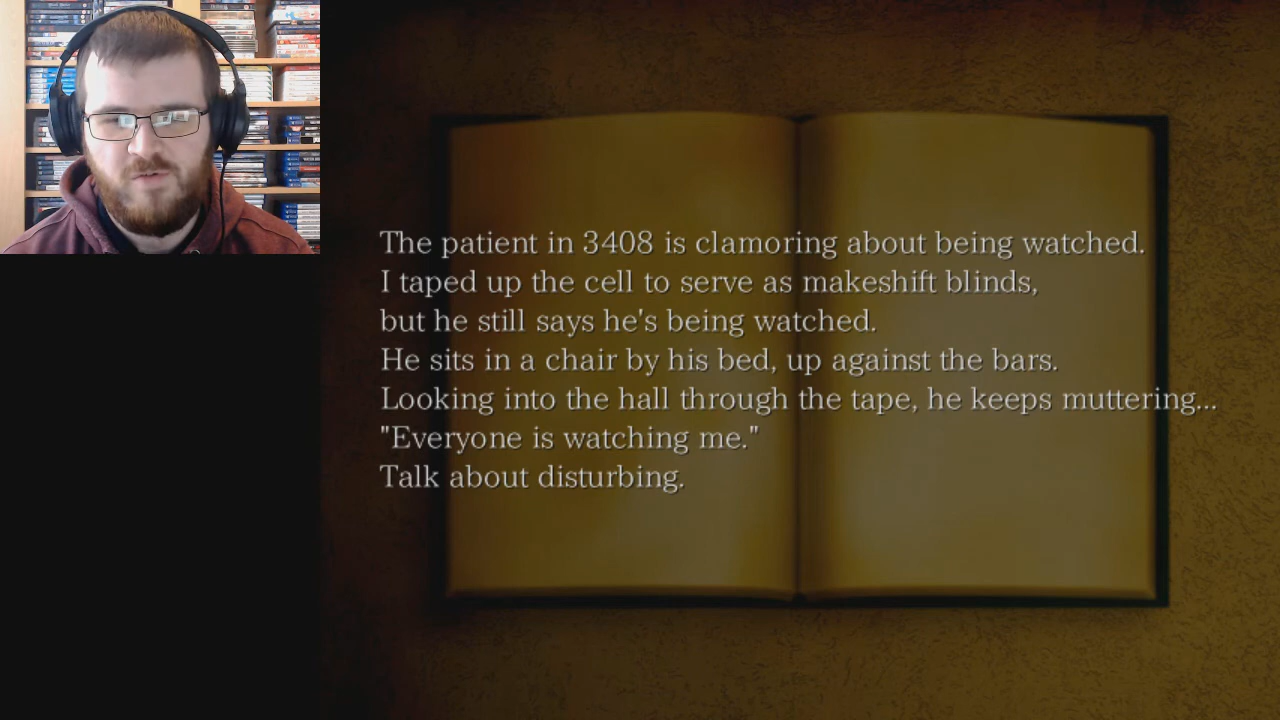 The patient in 3408 is clamoring about being watched.
I taped up the cell to serve as makeshift blinds,
but he still says he's being watched.
He sits in a chair by his bed, up against the bars.
Looking into the hall through the tape, he keeps muttering...
"Everyone is watching me."
Talk about disturbing.